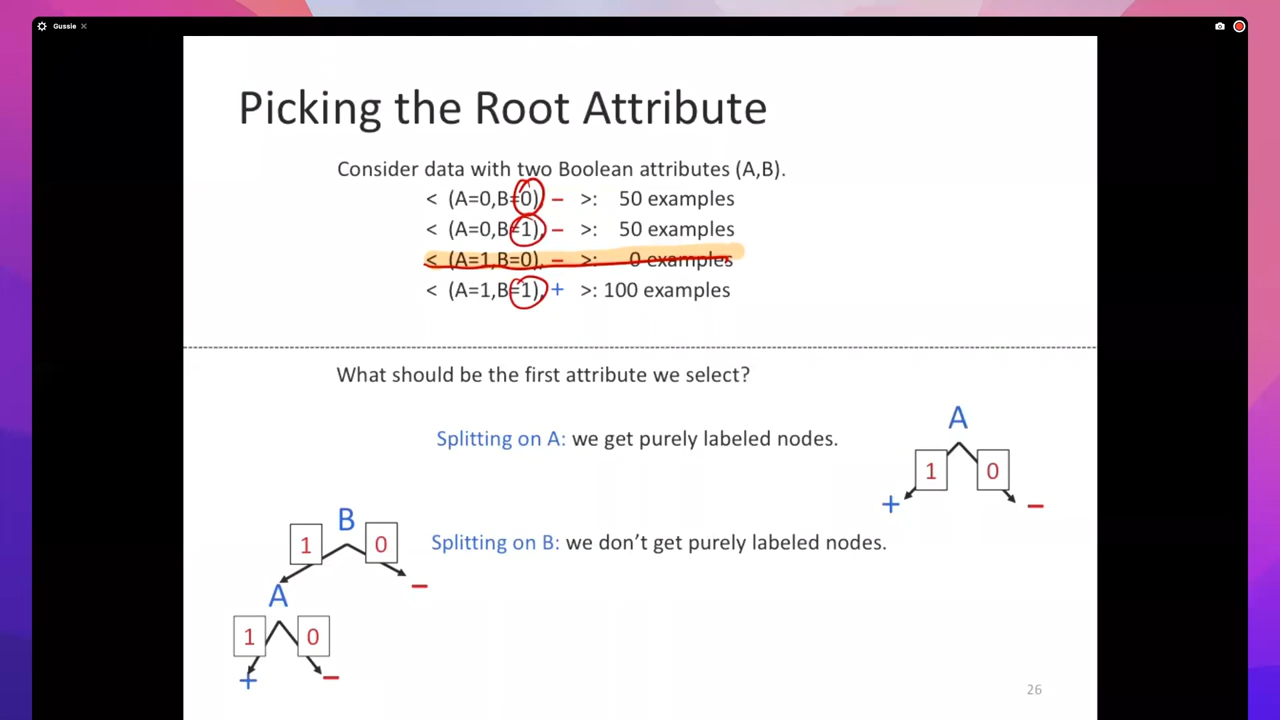 Gussie ×
Picking the Root Attribute
Consider data with two Boolean attributes (A,B).
< (A=0,B=0), − >: 50 examples
< (A=0,B=1), − >: 50 examples
< (A=1,B=0), − >: 0 examples
< (A=1,B=1), + >: 100 examples
What should be the first attribute we select?
A
Splitting on A: we get purely labeled nodes.
1 0
+ −
B
1 0
Splitting on B: we don’t get purely labeled nodes.
−
A
1 0
+ −
26